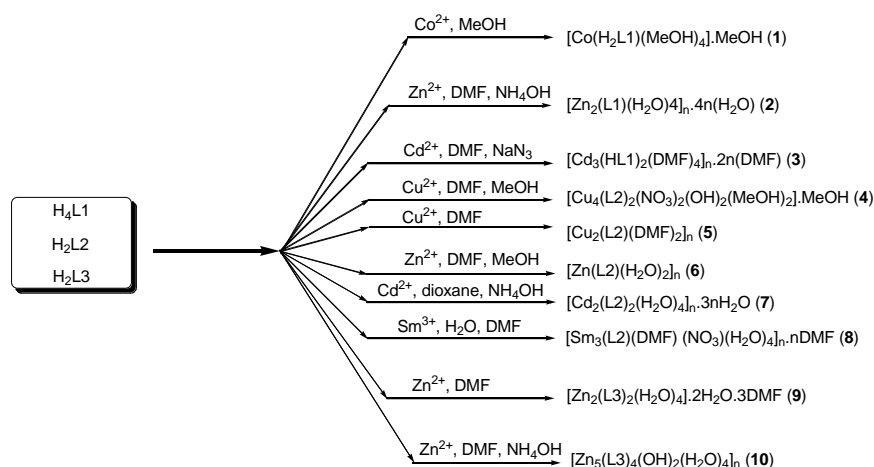 Co²⁺, MeOH
[Co(H₂L1)(MeOH)₄].MeOH (1)
Zn²⁺, DMF, NH₄OH
[Zn₂(L1)(H₂O)4]ₙ.4n(H₂O) (2)
Cd²⁺, DMF, NaN₃
[Cd₃(HL1)₂(DMF)₄]ₙ.2n(DMF) (3)
Cu²⁺, DMF, MeOH
[Cu₄(L2)₂(NO₃)₂(OH)₂(MeOH)₂].MeOH (4)
Cu²⁺, DMF
[Cu₂(L2)(DMF)₂]ₙ (5)
H₄L1
H₂L2
H₂L3
Zn²⁺, DMF, MeOH
[Zn(L2)(H₂O)₂]ₙ (6)
Cd²⁺, dioxane, NH₄OH
[Cd₂(L2)₂(H₂O)₄]ₙ.3nH₂O (7)
Sm³⁺, H₂O, DMF
[Sm₃(L2)(DMF) (NO₃)(H₂O)₄]ₙ.nDMF (8)
Zn²⁺, DMF
[Zn₂(L3)₂(H₂O)₄].2H₂O.3DMF (9)
Zn²⁺, DMF, NH₄OH
[Zn₅(L3)₄(OH)₂(H₂O)₄]ₙ (10)